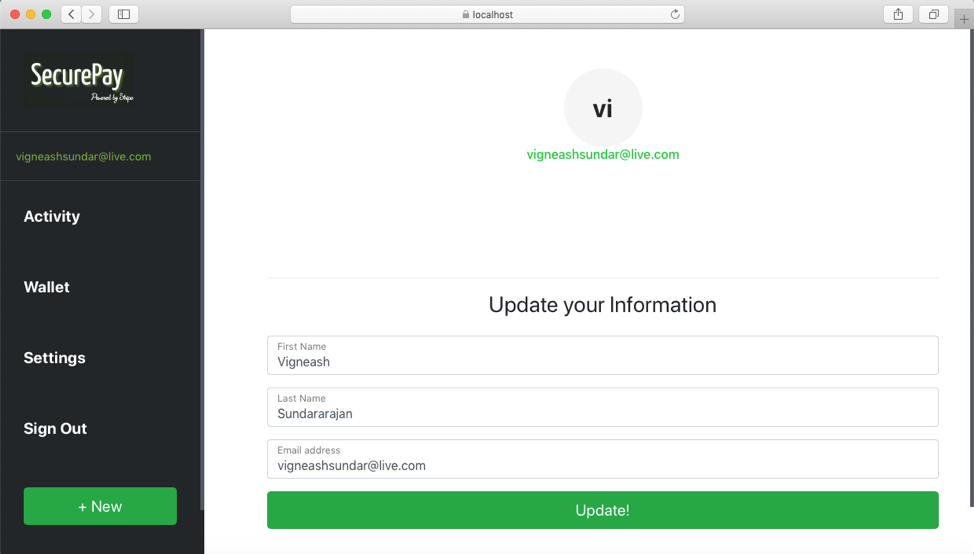 localhost
SecurePay
Powered by Stripe
vigneashsundar@live.com
Activity
Wallet
Settings
Sign Out
+ New
vi
vigneashsundar@live.com
Update your Information
First Name
Vigneash
Last Name
Sundararajan
Email address
vigneashsundar@live.com
Update!